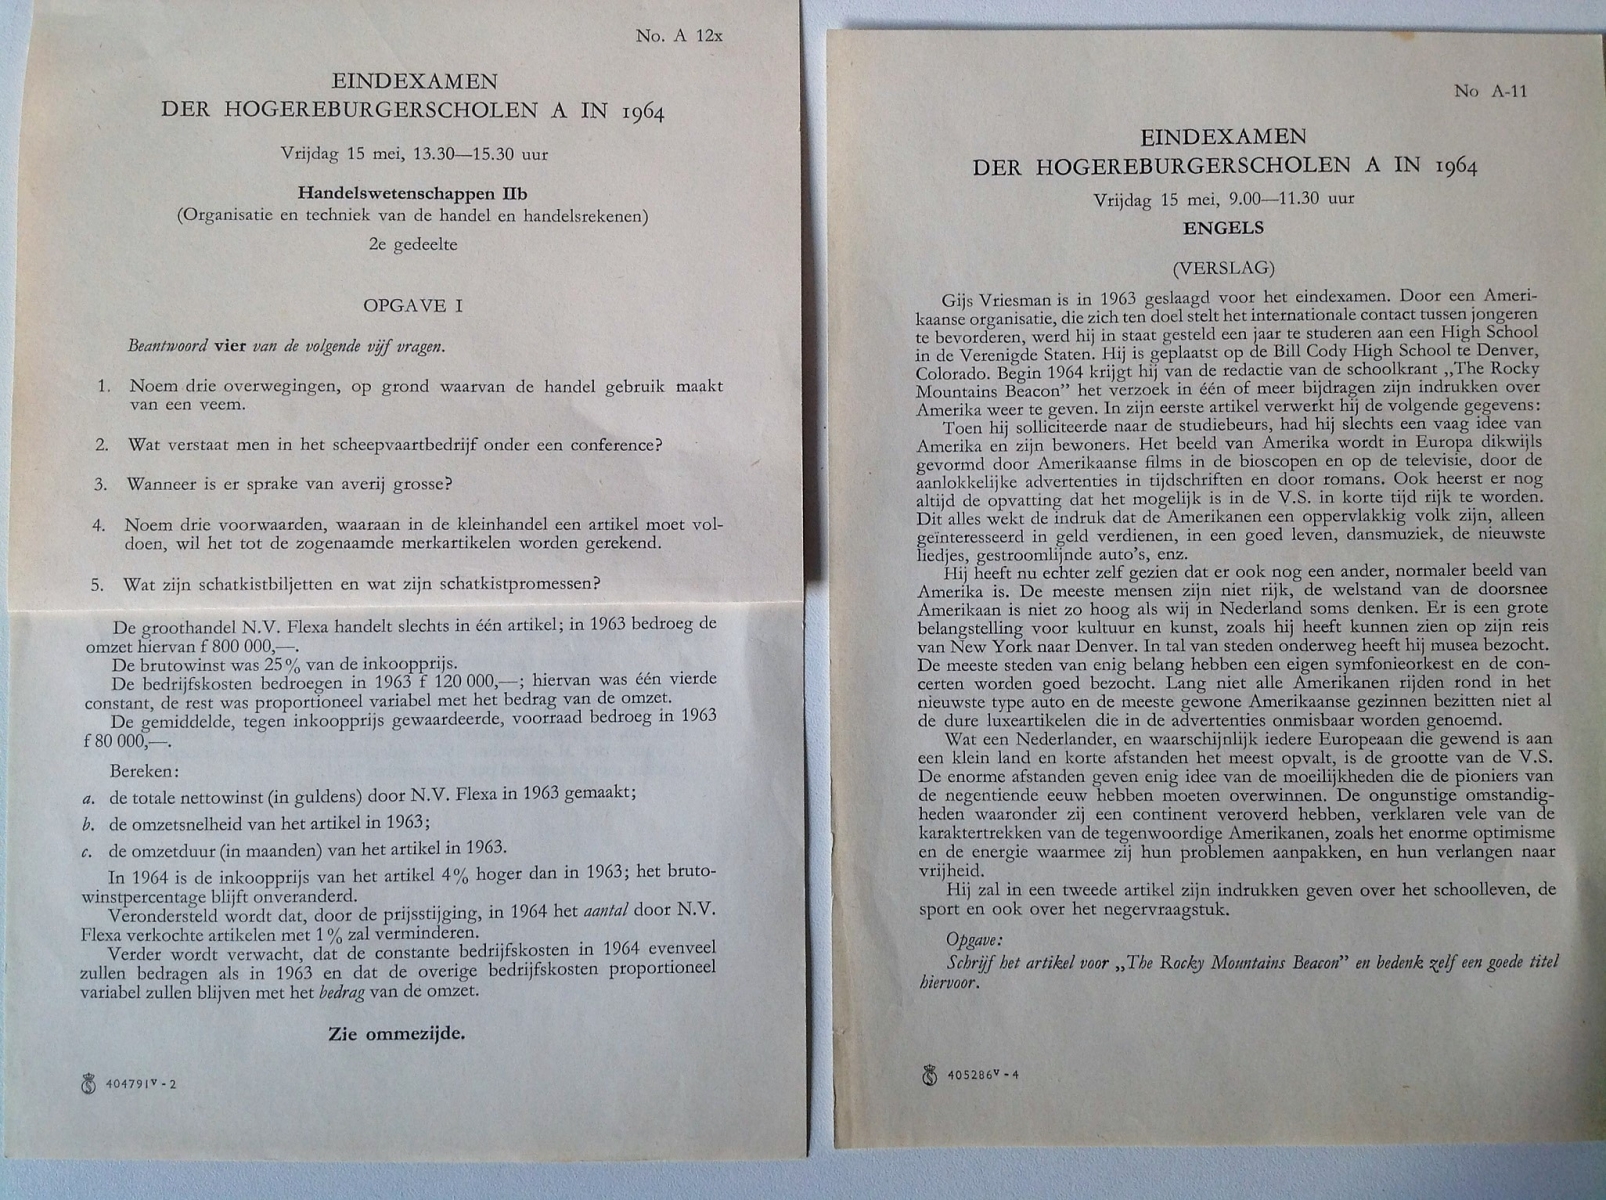 No. A 12x
EINDEXAMEN
DER HOGEREBURGERSCHOLEN A IN 1964
Vrijdag 15 mei, 13.30—15.30 uur
Handelswetenschappen IIb
(Organisatie en techniek van de handel en handelsrekenen)
2e gedeelte
OPGAVE I
Beantwoord vier van de volgende vijf vragen.
1. Noem drie overwegingen, op grond waarvan de handel gebruik maakt
van een veem.
2. Wat verstaat men in het scheepvaartbedrijf onder een conference?
3. Wanneer is er sprake van averij grosse?
4. Noem drie voorwaarden, waaraan in de kleinhandel een artikel moet vol-
doen, wil het tot de zogenaamde merkartikelen worden gerekend.
5. Wat zijn schatkistbiljetten en wat zijn schatkistpromessen?
De groothandel N.V. Flexa handelt slechts in één artikel; in 1963 bedroeg de
omzet hiervan f 800 000,—.
De brutowinst was 25% van de inkoopprijs.
De bedrijfskosten bedroegen in 1963 f 120 000,—; hiervan was één vierde
constant, de rest was proportioneel variabel met het bedrag van de omzet.
De gemiddelde, tegen inkoopprijs gewaardeerde, voorraad bedroeg in 1963
f 80 000,—.
Bereken:
a. de totale nettowinst (in guldens) door N.V. Flexa in 1963 gemaakt;
b. de omzetsnelheid van het artikel in 1963;
c. de omzetduur (in maanden) van het artikel in 1963.
In 1964 is de inkoopprijs van het artikel 4% hoger dan in 1963; het bruto-
winstpercentage blijft onveranderd.
Verondersteld wordt dat, door de prijsstijging, in 1964 het aantal door N.V.
Flexa verkochte artikelen met 1% zal verminderen.
Verder wordt verwacht, dat de constante bedrijfskosten in 1964 evenveel
zullen bedragen als in 1963 en dat de overige bedrijfskosten proportioneel
variabel zullen blijven met het bedrag van de omzet.
Zie ommezijde.
404791v - 2
No A-11
EINDEXAMEN
DER HOGEREBURGERSCHOLEN A IN 1964
Vrijdag 15 mei, 9.00—11.30 uur
ENGELS
(VERSLAG)
Gijs Vriesman is in 1963 geslaagd voor het eindexamen. Door een Ameri-
kaanse organisatie, die zich ten doel stelt het internationale contact tussen jongeren
te bevorderen, werd hij in staat gesteld een jaar te studeren aan een High School
in de Verenigde Staten. Hij is geplaatst op de Bill Cody High School te Denver,
Colorado. Begin 1964 krijgt hij van de redactie van de schoolkrant „The Rocky
Mountains Beacon” het verzoek in één of meer bijdragen zijn indrukken over
Amerika weer te geven. In zijn eerste artikel verwerkt hij de volgende gegevens:
Toen hij solliciteerde naar de studiebeurs, had hij slechts een vaag idee van
Amerika en zijn bewoners. Het beeld van Amerika wordt in Europa dikwijls
gevormd door Amerikaanse films in de bioscopen en op de televisie, door de
aanlokkelijke advertenties in tijdschriften en door romans. Ook heerst er nog
altijd de opvatting dat het mogelijk is in de V.S. in korte tijd rijk te worden.
Dit alles wekt de indruk dat de Amerikanen een oppervlakkig volk zijn, alleen
geïnteresseerd in geld verdienen, in een goed leven, dansmuziek, de nieuwste
liedjes, gestroomlijnde auto's, enz.
Hij heeft nu echter zelf gezien dat er ook nog een ander, normaler beeld van
Amerika is. De meeste mensen zijn niet rijk, de welstand van de doorsnee
Amerikaan is niet zo hoog als wij in Nederland soms denken. Er is een grote
belangstelling voor kultuur en kunst, zoals hij heeft kunnen zien op zijn reis
van New York naar Denver. In tal van steden onderweg heeft hij musea bezocht.
De meeste steden van enig belang hebben een eigen symfonieorkest en de con-
certen worden goed bezocht. Lang niet alle Amerikanen rijden rond in het
nieuwste type auto en de meeste gewone Amerikaanse gezinnen bezitten niet al
de dure luxeartikelen die in de advertenties onmisbaar worden genoemd.
Wat een Nederlander, en waarschijnlijk iedere Europeaan die gewend is aan
een klein land en korte afstanden het meest opvalt, is de grootte van de V.S.
De enorme afstanden geven enig idee van de moeilijkheden die de pioniers van
de negentiende eeuw hebben moeten overwinnen. De ongunstige omstandig-
heden waaronder zij een continent veroverd hebben, verklaren vele van de
karaktertrekken van de tegenwoordige Amerikanen, zoals het enorme optimisme
en de energie waarmee zij hun problemen aanpakken, en hun verlangen naar
vrijheid.
Hij zal in een tweede artikel zijn indrukken geven over het schoolleven, de
sport en ook over het negervraagstuk.
Opgave:
Schrijf het artikel voor „The Rocky Mountains Beacon” en bedenk zelf een goede titel
hiervoor.
405286v - 4